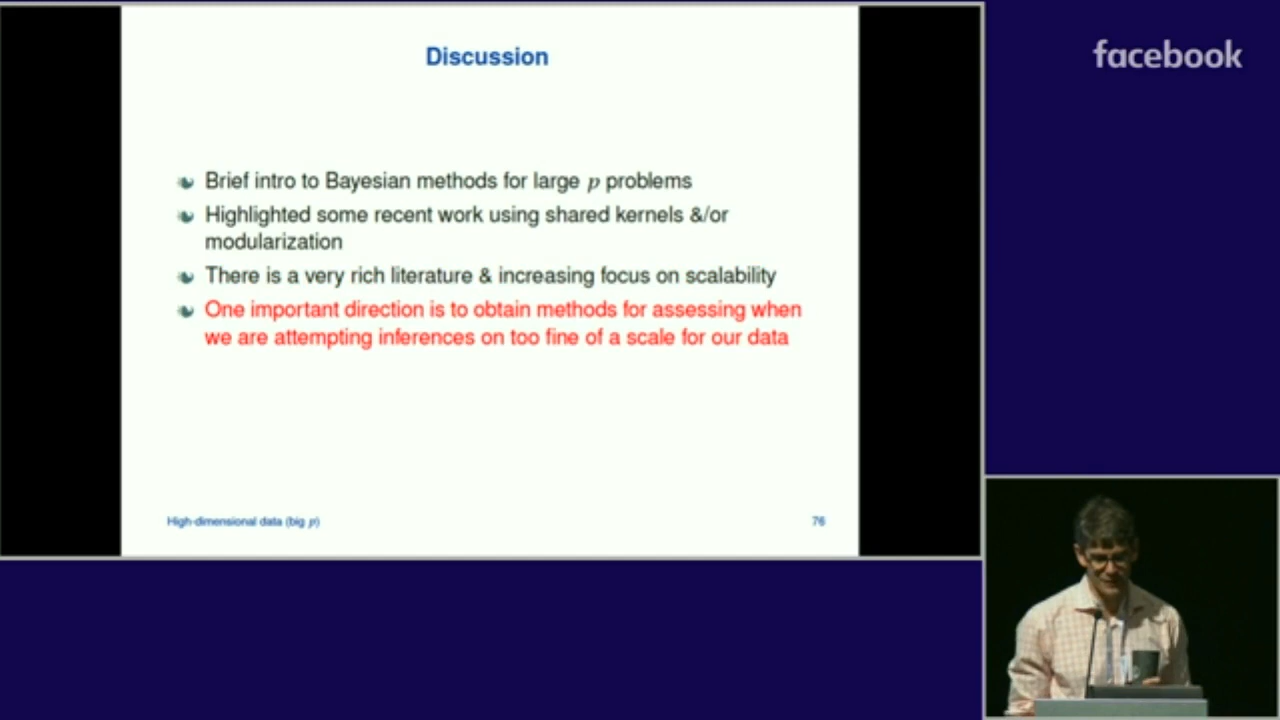 Discussion
facebook
Brief intro to Bayesian methods for large p problems
Highlighted some recent work using shared kernels &/or
modularization
There is a very rich literature & increasing focus on scalability
One important direction is to obtain methods for assessing when
we are attempting inferences on too fine of a scale for our data
High-dimensional data (big p)
76